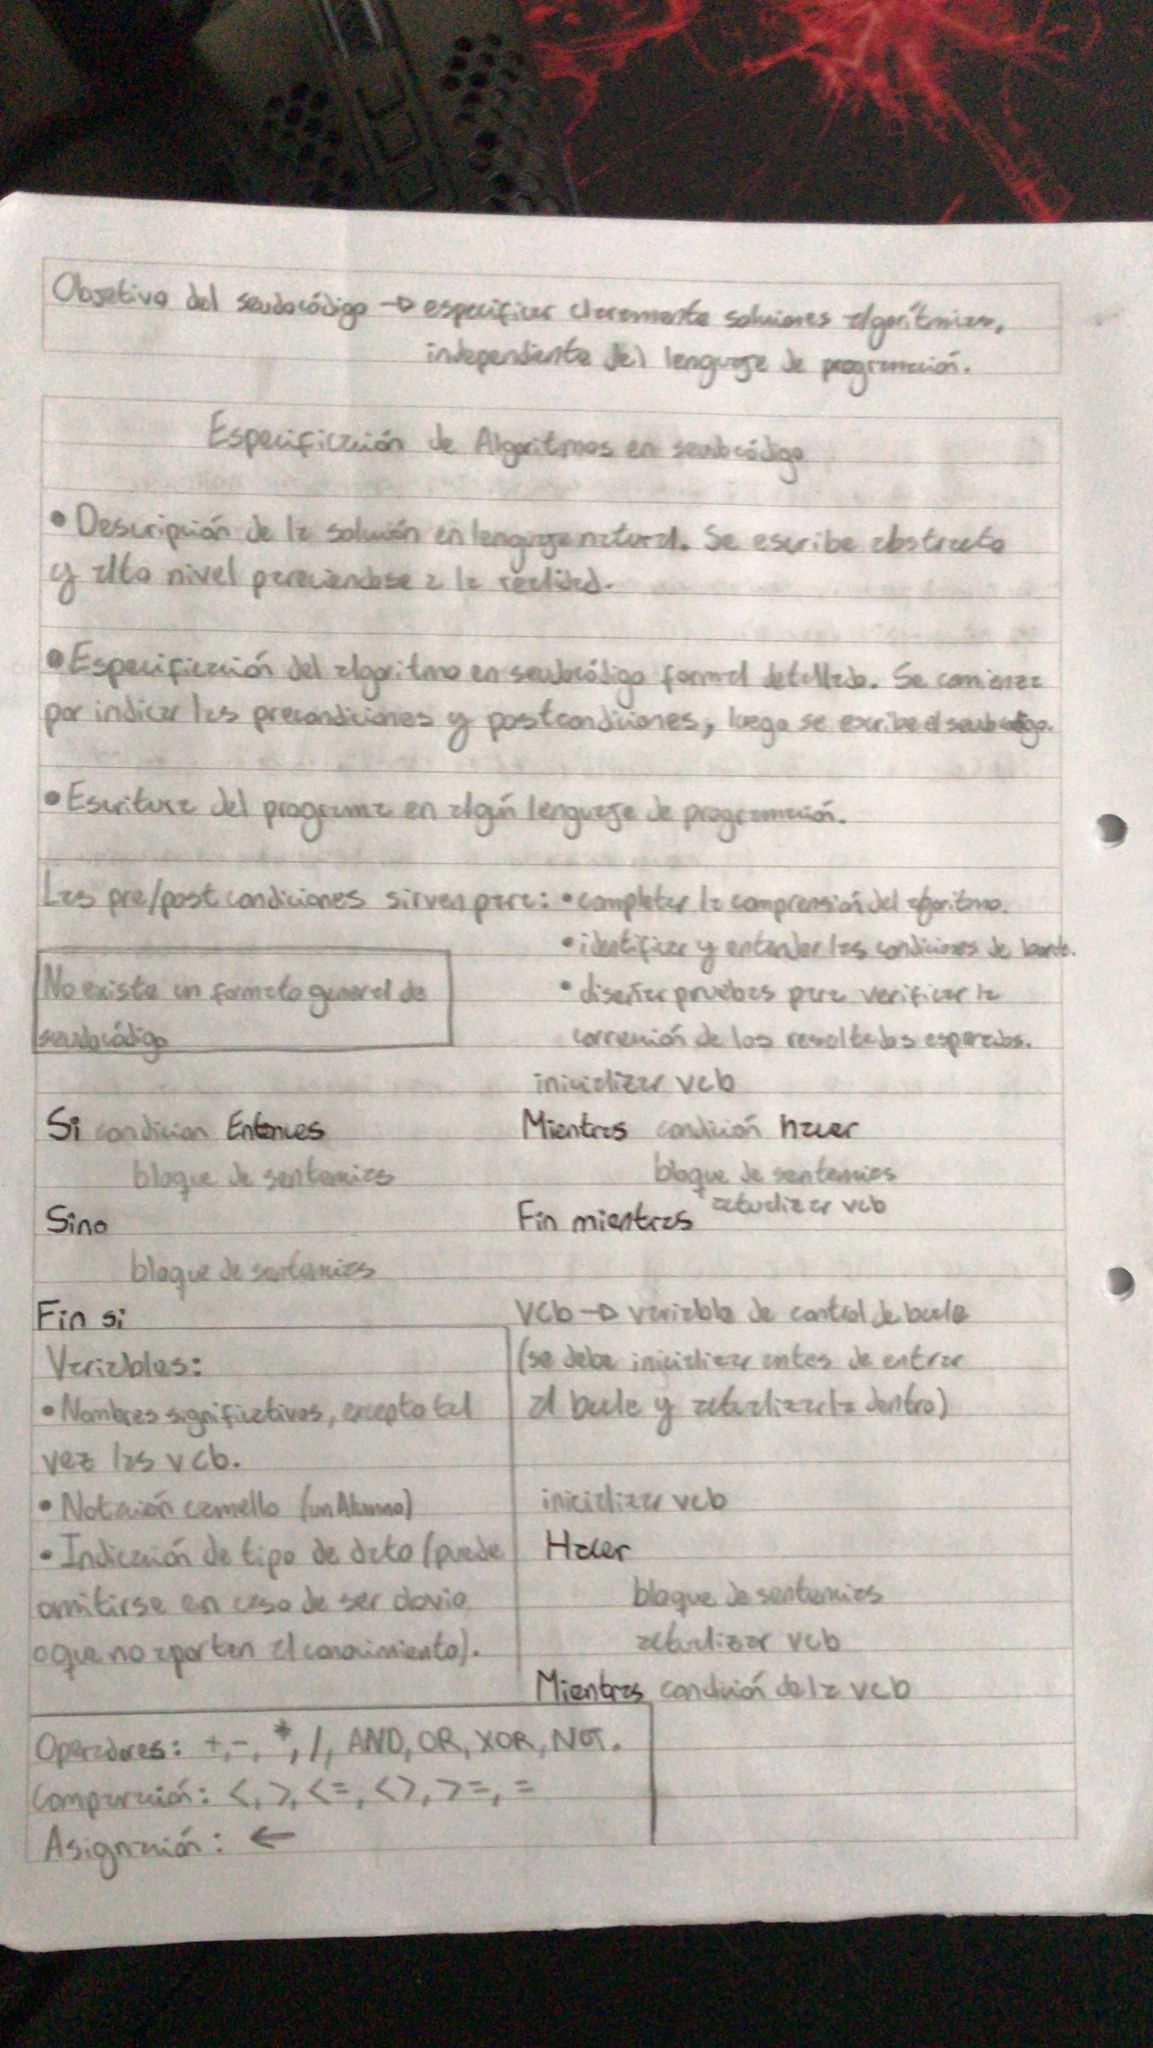 Objetivo del seudocódigo → especificar claramente soluciones algorítmicas,
independiente del lenguaje de programación.
Especificación de Algoritmos en seudocódigo
• Descripción de la solución en lenguaje natural. Se escribe abstracto
y alto nivel pareciendose a la realidad.
• Especificación del algoritmo en seudocódigo formal detallado. Se comienza
por indicar las precondiciones y postcondiciones, luego se escribe el seudocódigo.
• Escritura del programa en algún lenguaje de programación.
Las pre/post condiciones sirven para: • completar la comprensión del algoritmo.
• identificar y entender las condiciones de borde.
• diseñar pruebas para verificar la
corrección de los resultados esperados.
No existe un formato general de
seudocódigo
Si condicion Entonces
bloque de sentencias
Sino
bloque de sentencias
Fin si
inicializar vcb
Mientras condición hacer
bloque de sentencias
actualizar vcb
Fin mientras
VCb → variable de control de bucle
(se debe inicializar antes de entrar
al bucle y actualizarla dentro)
inicializar vcb
Hacer
bloque de sentencias
actualizar vcb
Mientras condición de la vcb
Variables:
• Nombres significativos, excepto tal
vez las vcb.
• Notación camello (unAlumno)
• Indicación de tipo de dato (puede
omitirse en caso de ser obvio
o que no aporten al conocimiento).
Operadores: +, -, *, /, AND, OR, XOR, NOT.
Comparación: <, >, <=, <>, >=, =
Asignación: ←